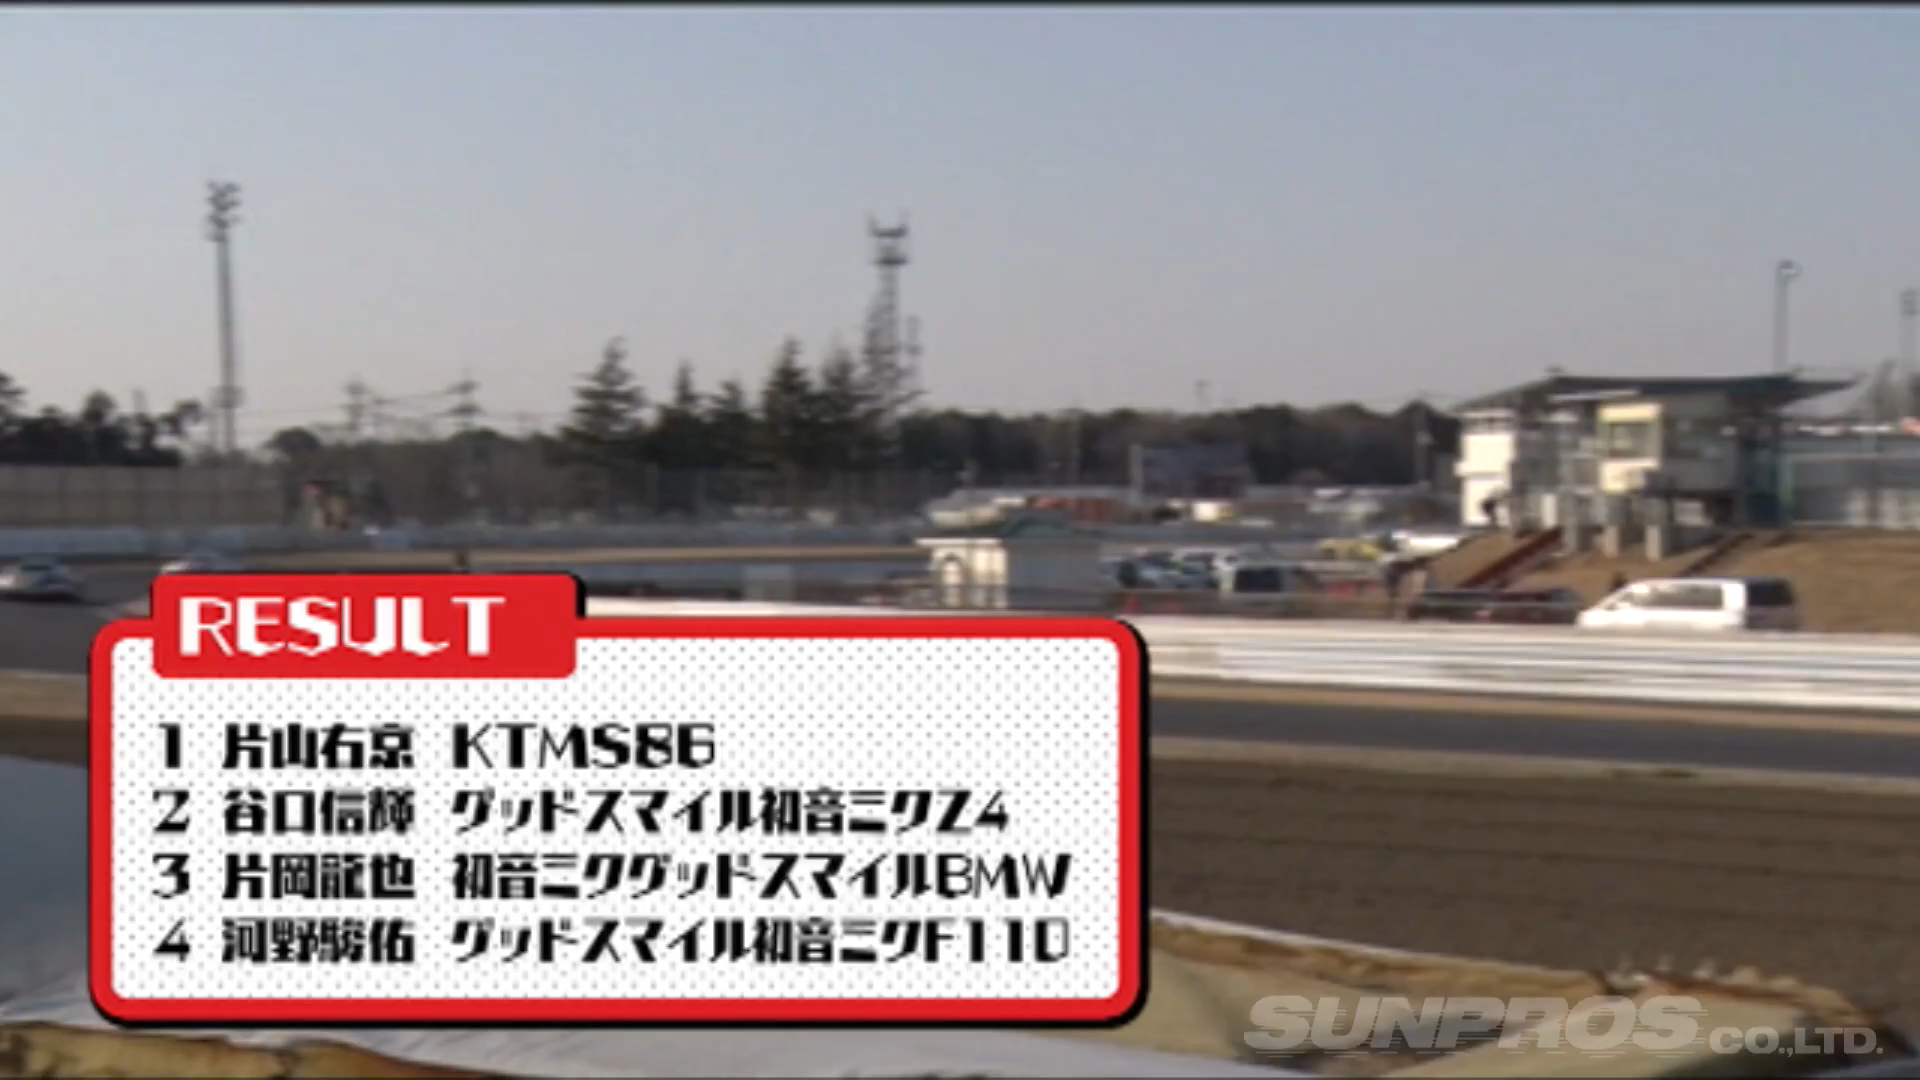 RESULT
1 片山右京 KTMS86
2 谷口信輝 グッドスマイル初音ミクZ4
3 片岡龍也 初音ミクグッドスマイルBMW
4 河野駿佑 グッドスマイル初音ミクF110
SUNPROS CO.,LTD.